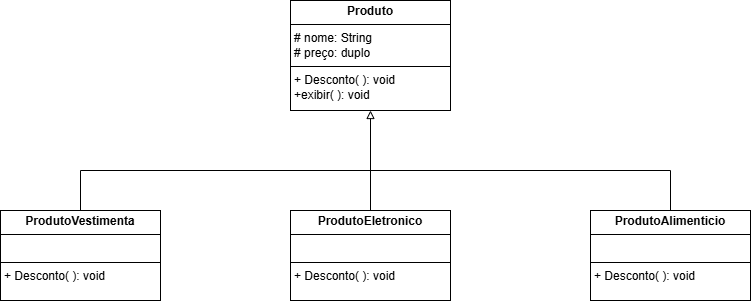 Produto
# nome: String
# preço: duplo
+ Desconto( ): void
+exibir( ): void
ProdutoVestimenta
+ Desconto( ): void
ProdutoEletronico
+ Desconto( ): void
ProdutoAlimenticio
+ Desconto( ): void